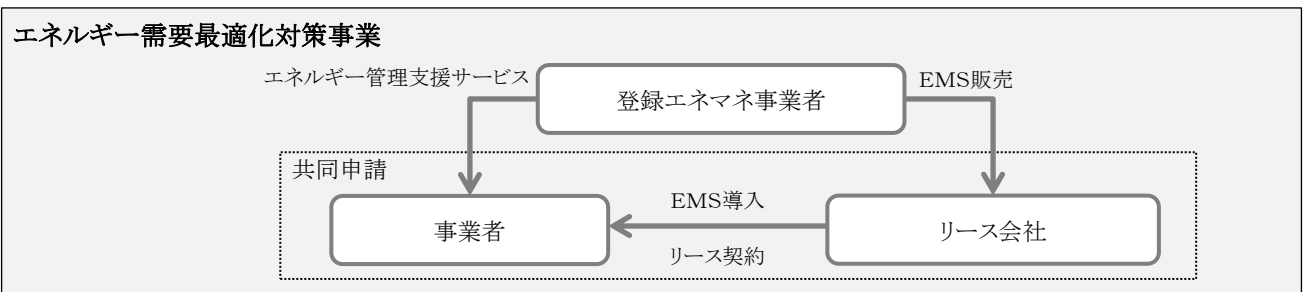 エネルギー需要最適化対策事業
エネルギー管理支援サービス
登録エネマネ事業者
EMS販売
共同申請
事業者
EMS導入
リース契約
リース会社